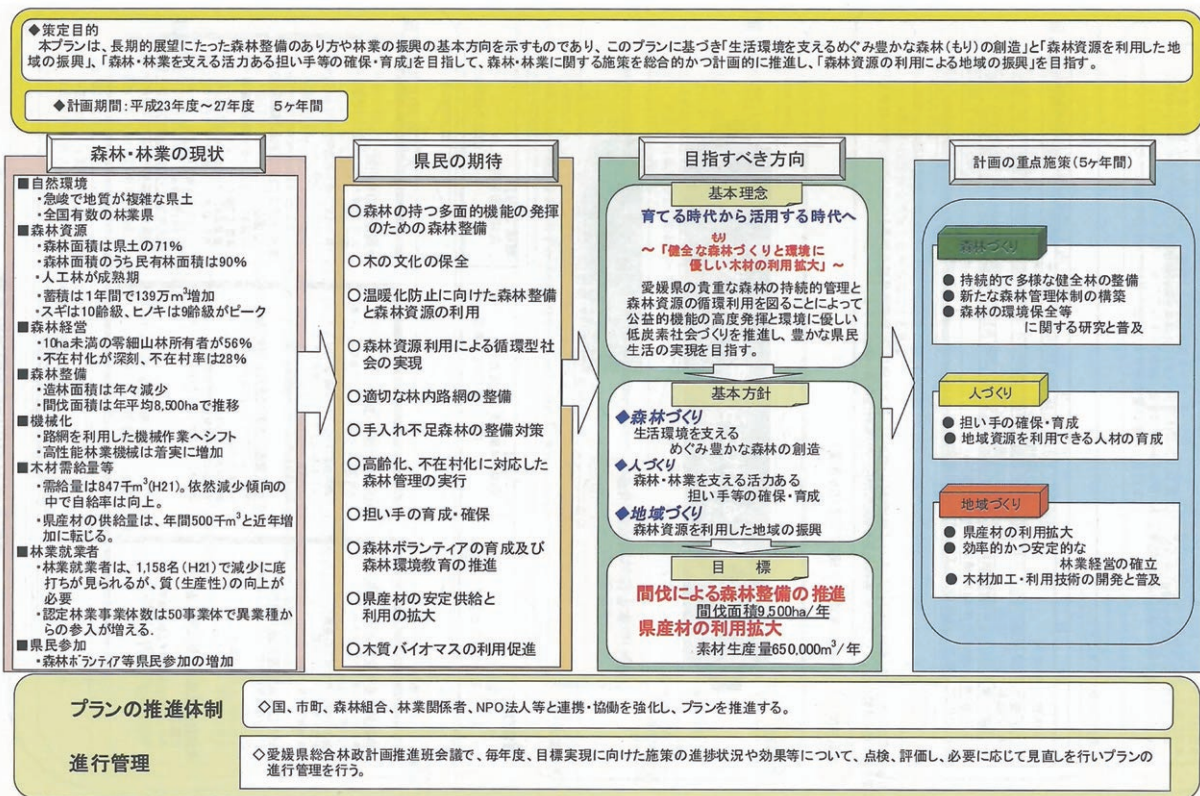 ◆策定目的
本プランは、長期的展望にたった森林整備のあり方や林業の振興の基本方向を示すものであり、このプランに基づき「生活環境を支えるめぐみ豊かな森林(もり)の創造」と「森林資源を利用した地
域の振興」、「森林・林業を支える活力ある担い手等の確保・育成」を目指して、森林・林業に関する施策を総合的かつ計画的に推進し、「森林資源の利用による地域の振興」を目指す。
◆計画期間：平成23年度～27年度　5ヶ年間
森林・林業の現状
■自然環境
・急峻で地質が複雑な県土
・全国有数の林業県
■森林資源
・森林面積は県土の71%
・森林面積のうち民有林面積は90%
・人工林が成熟期
・蓄積は1年間で139万m³増加
・スギは10齢級、ヒノキは9齢級がピーク
■森林経営
・10ha未満の零細山林所有者が56%
・不在村化が深刻、不在村率は28%
■森林整備
・造林面積は年々減少
・間伐面積は年平均8,500haで推移
■機械化
・路網を利用した機械作業へシフト
・高性能林業機械は着実に増加
■木材需給量等
・需給量は847千m³(H21)。依然減少傾向の
中で自給率は向上。
・県産材の供給量は、年間500千m³と近年増
加に転じる。
■林業就業者
・林業就業者は、1,158名(H21)で減少に底
打ちが見られるが、質(生産性)の向上が
必要
・認定林業事業体数は50事業体で異業種か
らの参入が増える.
■県民参加
・森林ボランティア等県民参加の増加
県民の期待
○森林の持つ多面的機能の発揮
のための森林整備
○木の文化の保全
○温暖化防止に向けた森林整備
と森林資源の利用
○森林資源利用による循環型社
会の実現
○適切な林内路網の整備
○手入れ不足森林の整備対策
○高齢化、不在村化に対応した
森林管理の実行
○担い手の育成・確保
○森林ボランティアの育成及び
森林環境教育の推進
○県産材の安定供給と
利用の拡大
○木質バイオマスの利用促進
目指すべき方向
基本理念
育てる時代から活用する時代へ
もり
～「健全な森林づくりと環境に
優しい木材の利用拡大」～
愛媛県の貴重な森林の持続的管理と
森林資源の循環利用を図ることによって
公益的機能の高度発揮と環境に優しい
低炭素社会づくりを推進し、豊かな県民
生活の実現を目指す。
基本方針
◆森林づくり
生活環境を支える
めぐみ豊かな森林の創造
◆人づくり
森林・林業を支える活力ある
担い手等の確保・育成
◆地域づくり
森林資源を利用した地域の振興
目　標
間伐による森林整備の推進
間伐面積9,500ha/年
県産材の利用拡大
素材生産量650,000m³/年
計画の重点施策(5ヶ年間)
森林づくり
●持続的で多様な健全林の整備
●新たな森林管理体制の構築
●森林の環境保全等
に関する研究と普及
人づくり
●担い手の確保・育成
●地域資源を利用できる人材の育成
地域づくり
●県産材の利用拡大
●効率的かつ安定的な
林業経営の確立
●木材加工・利用技術の開発と普及
プランの推進体制
◇国、市町、森林組合、林業関係者、NPO法人等と連携・協働を強化し、プランを推進する。
進行管理
◇愛媛県総合林政計画推進班会議で、毎年度、目標実現に向けた施策の進捗状況や効果等について、点検、評価し、必要に応じて見直しを行いプランの
進行管理を行う。